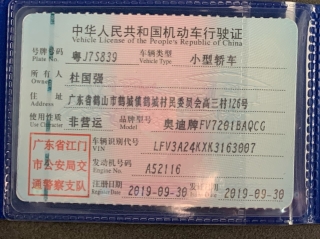 中华人民共和国机动车行驶证
Vehicle License of the People's Republic of China
号牌号码 粤J7S839 车辆类型 小型轿车
Plate No. Vehicle Type
所有人 杜国强
Owner
住址 广东省鹤山市鹤城镇鹤城村民委员会高三村126号
Address
使用性质 非营运 品牌型号 奥迪牌FV7201BAQCG
Use Character Model
广东省江门
市公安局交
通警察支队
车辆识别代号 LFV3A24KXK3163007
VIN
发动机号码 A52116
Engine No.
注册日期 2019-09-30 发证日期 2019-09-30
Register Date Issue Date